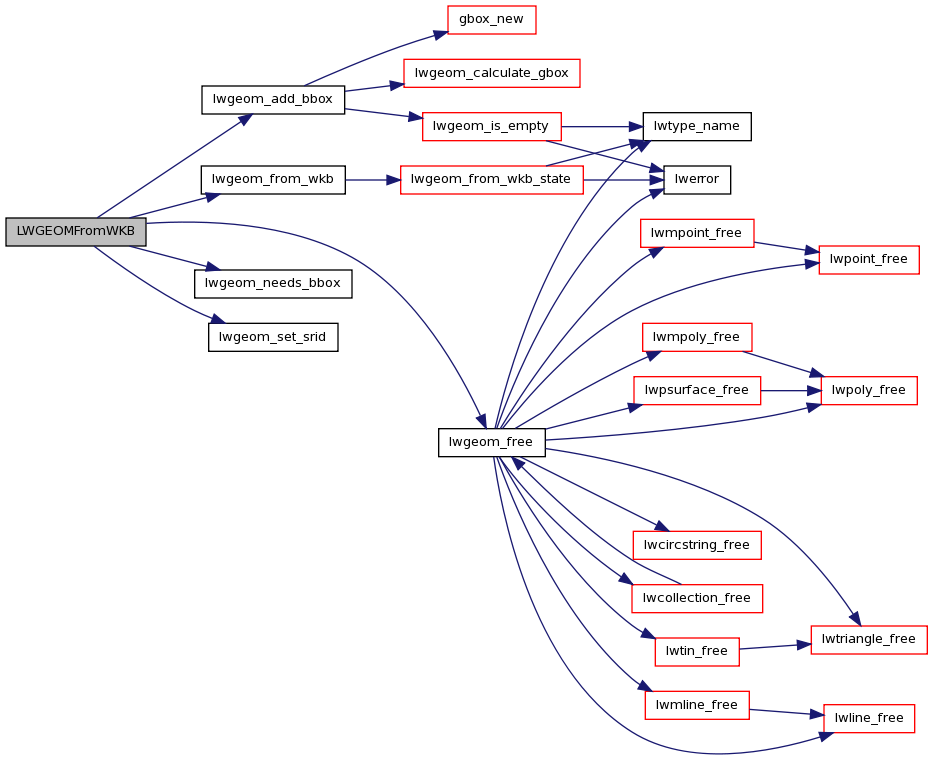 gbox_new
lwgeom_calculate_gbox
lwgeom_add_bbox
lwgeom_is_empty
lwtype_name
lwgeom_from_wkb
lwgeom_from_wkb_state
lwerror
LWGEOMFromWKB
lwmpoint_free
lwpoint_free
lwgeom_needs_bbox
lwgeom_set_srid
lwmpoly_free
lwpsurface_free
lwpoly_free
lwgeom_free
lwcircstring_free
lwcollection_free
lwtin_free
lwtriangle_free
lwmline_free
lwline_free